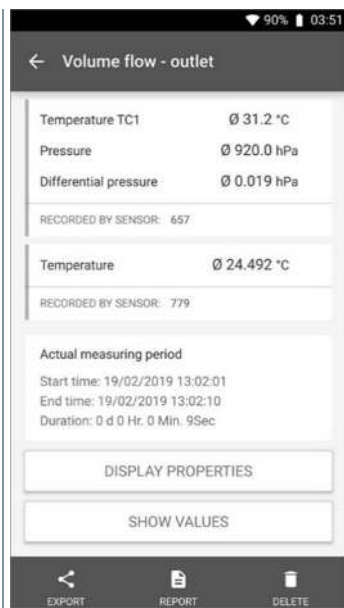 90% 03:51
← Volume flow - outlet
Temperature TC1 Ø 31.2 °C
Pressure Ø 920.0 hPa
Differential pressure Ø 0.019 hPa
RECORDED BY SENSOR: 657
Temperature Ø 24.492 °C
RECORDED BY SENSOR: 779
Actual measuring period
Start time: 19/02/2019 13:02:01
End time: 19/02/2019 13:02:10
Duration: 0 d 0 Hr. 0 Min. 9Sec
DISPLAY PROPERTIES
SHOW VALUES
EXPORT REPORT DELETE